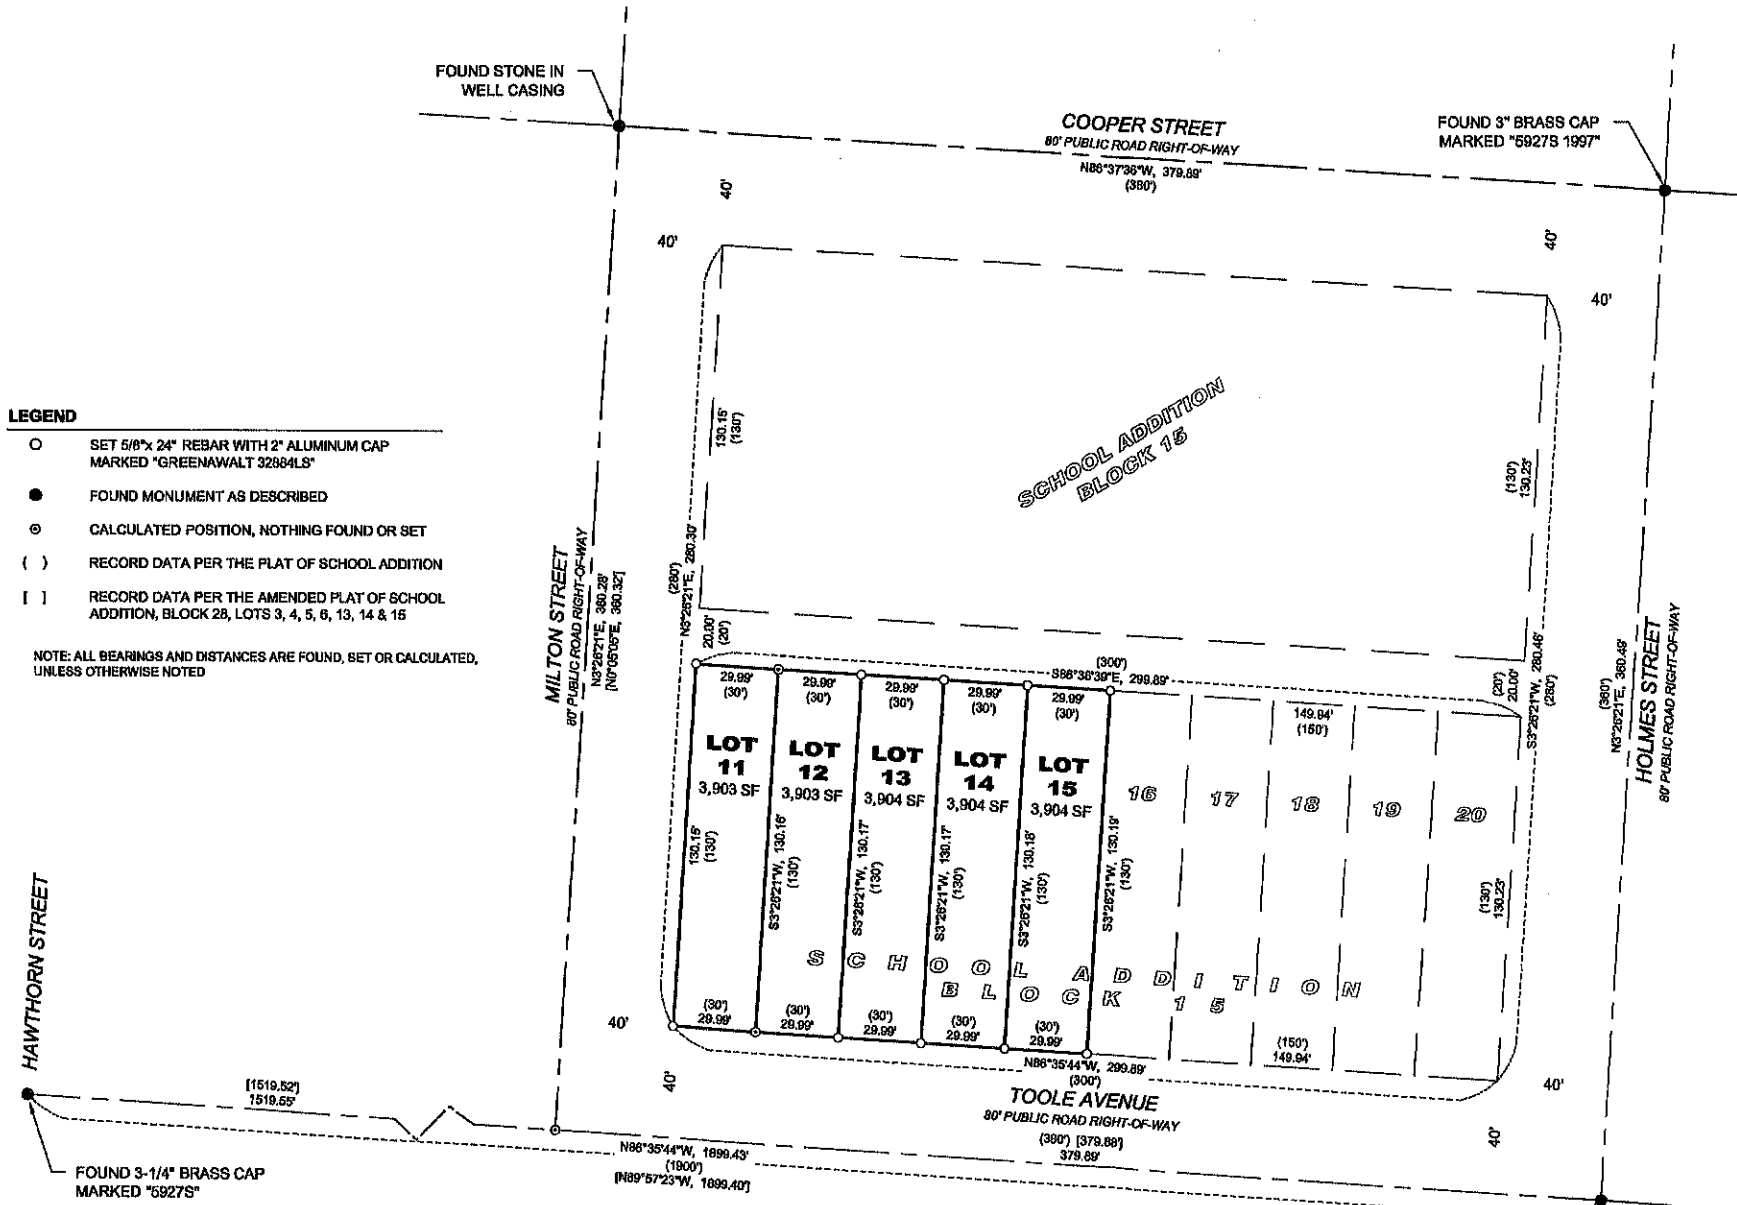 FOUND STONE IN
WELL CASING
COOPER STREET
80' PUBLIC ROAD RIGHT-OF-WAY
N86°37'36"W, 379.89'
(380')
FOUND 3" BRASS CAP
MARKED "5927S 1997"
40'
40'
40'
40'
LEGEND
SET 5/8"x 24" REBAR WITH 2" ALUMINUM CAP
MARKED "GREENAWALT 32884LS"
FOUND MONUMENT AS DESCRIBED
CALCULATED POSITION, NOTHING FOUND OR SET
( ) RECORD DATA PER THE PLAT OF SCHOOL ADDITION
[ ] RECORD DATA PER THE AMENDED PLAT OF SCHOOL
ADDITION, BLOCK 28, LOTS 3, 4, 5, 6, 13, 14 & 15
NOTE: ALL BEARINGS AND DISTANCES ARE FOUND, SET OR CALCULATED,
UNLESS OTHERWISE NOTED
130.15'
(130')
SCHOOL ADDITION
BLOCK 15
(130')
130.23'
MILTON STREET
80' PUBLIC ROAD RIGHT-OF-WAY
N3°26'21"E, 360.28'
[N0°05'05"E, 360.32']
(280')
N3°26'21"E, 280.30'
20.00'
(20')
(300')
S86°36'39"E, 299.89'
(20')
20.00'
S3°26'21"W, 280.46'
(280')
(360')
N3°26'21"E, 360.49'
HOLMES STREET
80' PUBLIC ROAD RIGHT-OF-WAY
29.99'
(30')
29.99'
(30')
29.99'
(30')
29.99'
(30')
29.99'
(30')
149.94'
(150')
LOT
11
3,903 SF
LOT
12
3,903 SF
LOT
13
3,904 SF
LOT
14
3,904 SF
LOT
15
3,904 SF
16
17
18
19
20
130.15'
(130')
S3°26'21"W, 130.16'
(130')
S3°26'21"W, 130.17'
(130')
S3°26'21"W, 130.17'
(130')
S3°26'21"W, 130.18'
(130')
S3°26'21"W, 130.19'
(130')
(130')
130.23'
SCHOOL ADDITION
BLOCK 15
(30')
29.99'
(30')
29.99'
(30')
29.99'
(30')
29.99'
(30')
29.99'
(150')
149.94'
40'
40'
N86°35'44"W, 299.89'
(300')
TOOLE AVENUE
80' PUBLIC ROAD RIGHT-OF-WAY
(380') [379.88']
379.89'
40'
40'
HAWTHORN STREET
[1519.52']
1519.55'
N86°35'44"W, 1899.43'
(1900')
[N89°57'23"W, 1899.40']
FOUND 3-1/4" BRASS CAP
MARKED "5927S"